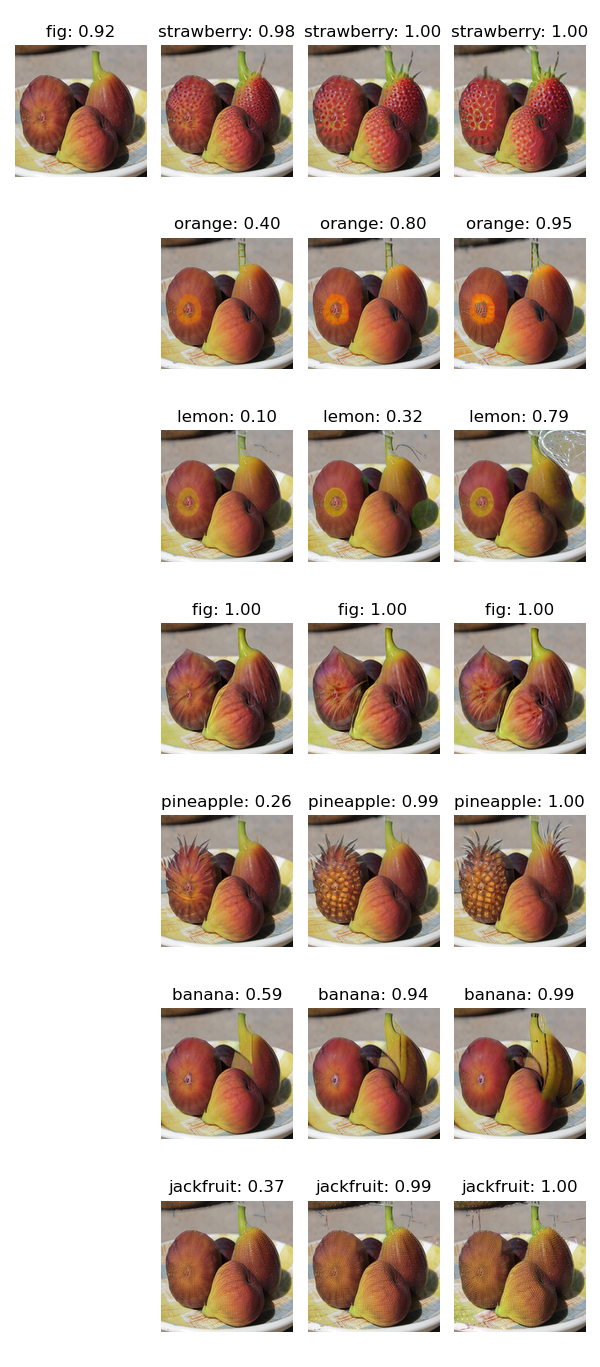 fig: 0.92 strawberry: 0.98 strawberry: 1.00 strawberry: 1.00
orange: 0.40 orange: 0.80 orange: 0.95
lemon: 0.10 lemon: 0.32 lemon: 0.79
fig: 1.00 fig: 1.00 fig: 1.00
pineapple: 0.26 pineapple: 0.99 pineapple: 1.00
banana: 0.59 banana: 0.94 banana: 0.99
jackfruit: 0.37 jackfruit: 0.99 jackfruit: 1.00